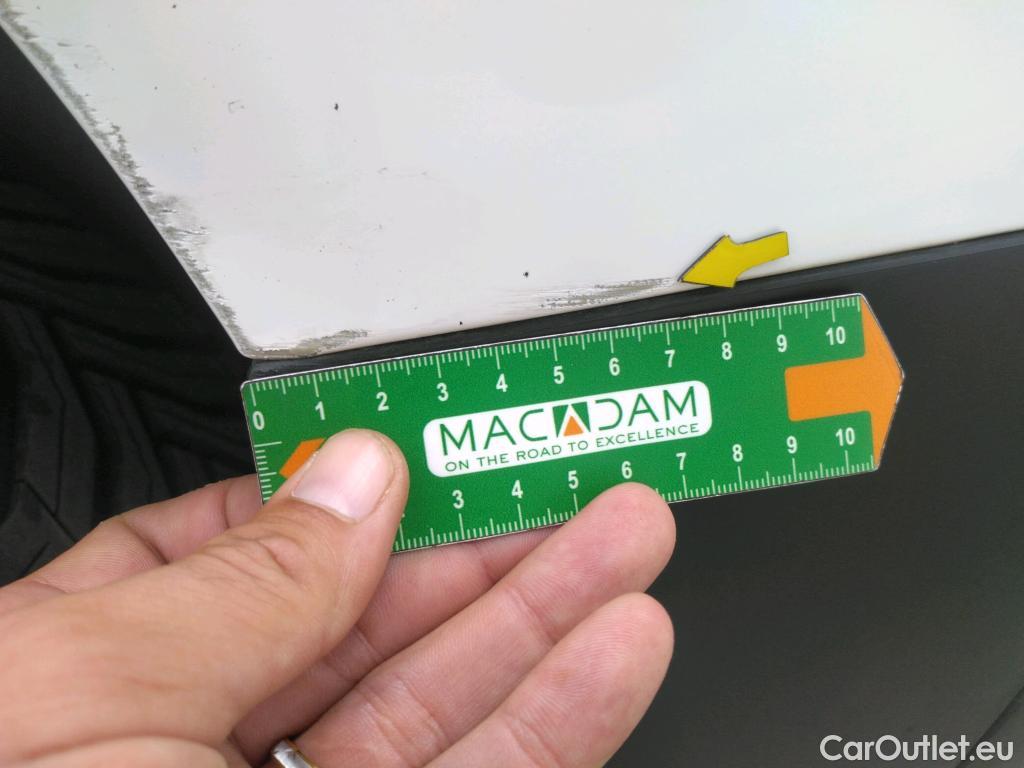 0 1 2 3 4 5 6 7 8 9 10
MACADAM
ON THE ROAD TO EXCELLENCE
3 4 5 6 7 8 9 10
CarOutlet.eu